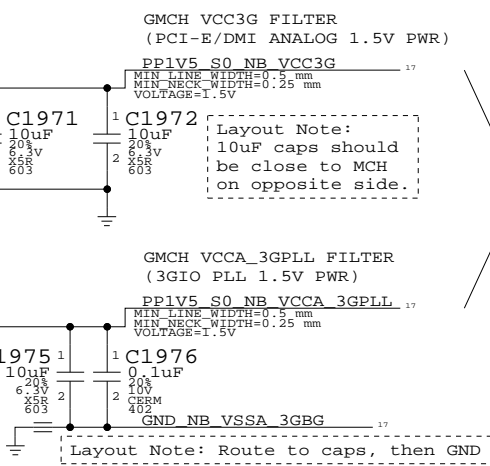 GMCH VCC3G FILTER
(PCI-E/DMI ANALOG 1.5V PWR)
PP1V5_S0_NB_VCC3G 17
MIN_LINE_WIDTH=0.5 mm
MIN_NECK_WIDTH=0.25 mm
VOLTAGE=1.5V
C1971
10uF
20%
6.3V
X5R
603
1 C1972
10uF
20%
6.3V
2 X5R
603
Layout Note:
10uF caps should
be close to MCH
on opposite side.
GMCH VCCA_3GPLL FILTER
(3GIO PLL 1.5V PWR)
PP1V5_S0_NB_VCCA_3GPLL 17
MIN_LINE_WIDTH=0.5 mm
MIN_NECK_WIDTH=0.25 mm
VOLTAGE=1.5V
1975 1
10uF
20%
6.3V
X5R 2
603
1 C1976
0.1uF
20%
10V
2 CERM
402
GND_NB_VSSA_3GBG 17
Layout Note: Route to caps, then GND